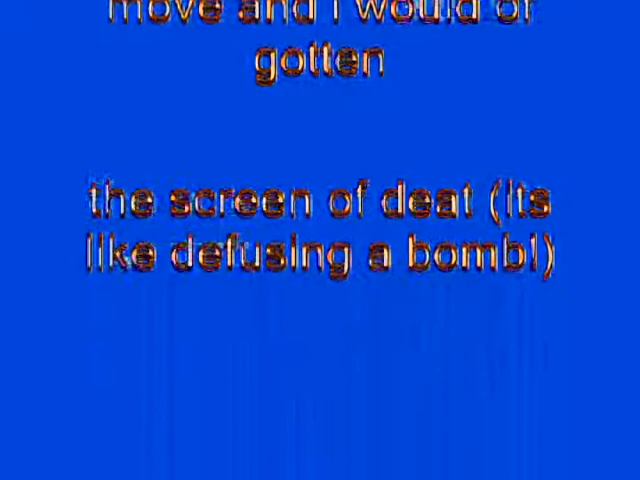 move and i would of
gotten
the screen of deat (its
like defusing a bomb!)